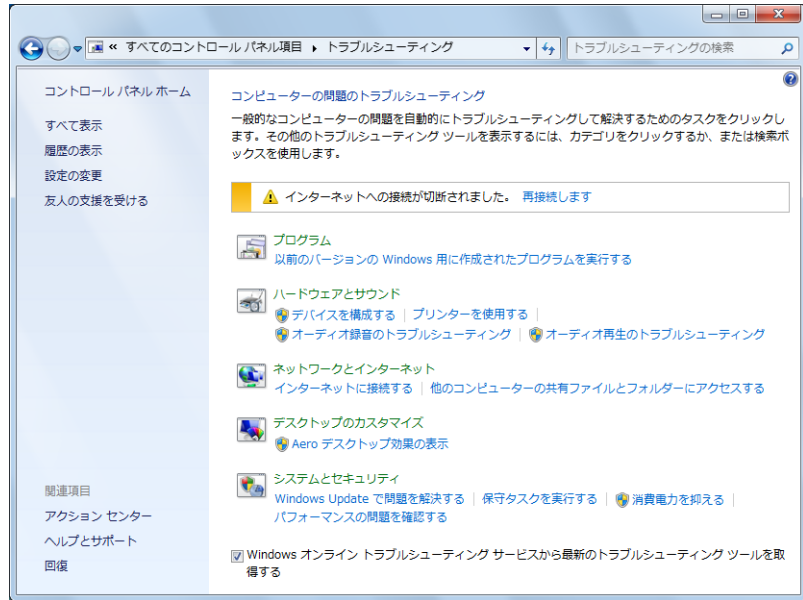 « すべてのコントロール パネル項目 ▸ トラブルシューティング
トラブルシューティングの検索
コントロール パネル ホーム
すべて表示
履歴の表示
設定の変更
友人の支援を受ける
コンピューターの問題のトラブルシューティング
一般的なコンピューターの問題を自動的にトラブルシューティングして解決するためのタスクをクリックし
ます。その他のトラブルシューティング ツールを表示するには、カテゴリをクリックするか、または検索ボ
ックスを使用します。
インターネットへの接続が切断されました。 再接続します
プログラム
以前のバージョンの Windows 用に作成されたプログラムを実行する
ハードウェアとサウンド
デバイスを構成する | プリンターを使用する |
オーディオ録音のトラブルシューティング | オーディオ再生のトラブルシューティング
ネットワークとインターネット
インターネットに接続する | 他のコンピューターの共有ファイルとフォルダーにアクセスする
デスクトップのカスタマイズ
Aero デスクトップ効果の表示
システムとセキュリティ
Windows Update で問題を解決する | 保守タスクを実行する | 消費電力を抑える |
パフォーマンスの問題を確認する
関連項目
アクション センター
ヘルプとサポート
回復
Windows オンライン トラブルシューティング サービスから最新のトラブルシューティング ツールを取
得する